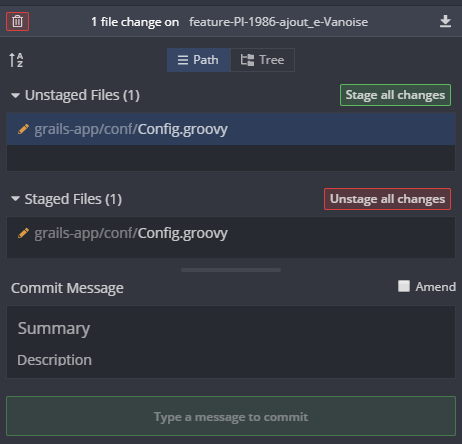 1 file change on feature-PI-1986-ajout_e-Vanoise
A Z
Path Tree
Unstaged Files (1) Stage all changes
grails-app/conf/Config.groovy
Staged Files (1) Unstage all changes
grails-app/conf/Config.groovy
Commit Message Amend
Summary
Description
Type a message to commit